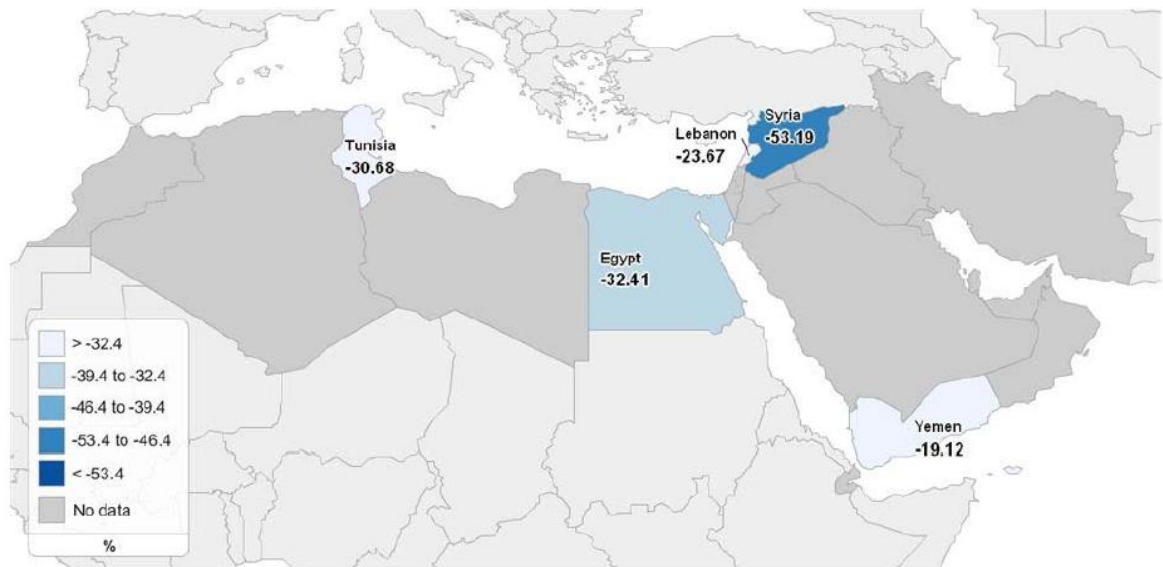 Syria
-53.19
Lebanon
-23.67
Tunisia
-30.68
Egypt
-32.41
Yemen
-19.12
> -32.4
-39.4 to -32.4
-46.4 to -39.4
-53.4 to -46.4
< -53.4
No data
%